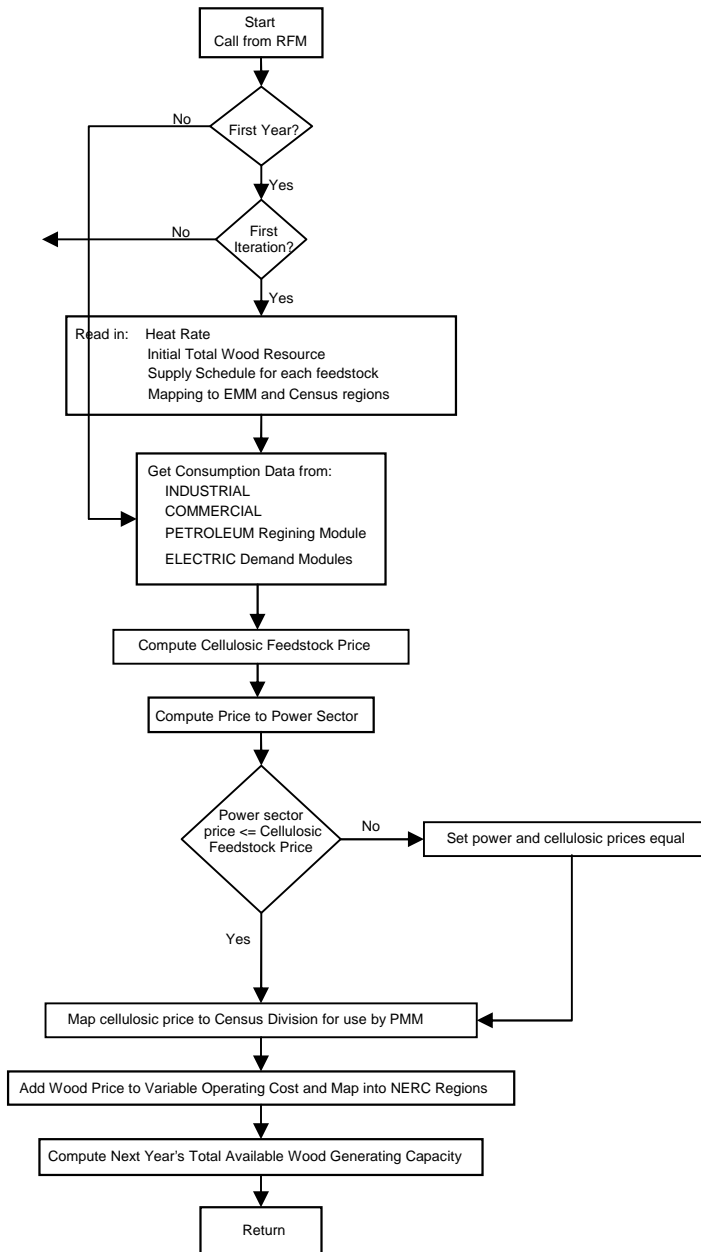 Start
Call from RFM
No
First Year?
Yes
No
First
Iteration?
Yes
Read in: Heat Rate
Initial Total Wood Resource
Supply Schedule for each feedstock
Mapping to EMM and Census regions
Get Consumption Data from:
INDUSTRIAL
COMMERCIAL
PETROLEUM Regining Module
ELECTRIC Demand Modules
Compute Cellulosic Feedstock Price
Compute Price to Power Sector
Power sector
price <= Cellulosic
Feedstock Price
No
Set power and cellulosic prices equal
Yes
Map cellulosic price to Census Division for use by PMM
Add Wood Price to Variable Operating Cost and Map into NERC Regions
Compute Next Year's Total Available Wood Generating Capacity
Return